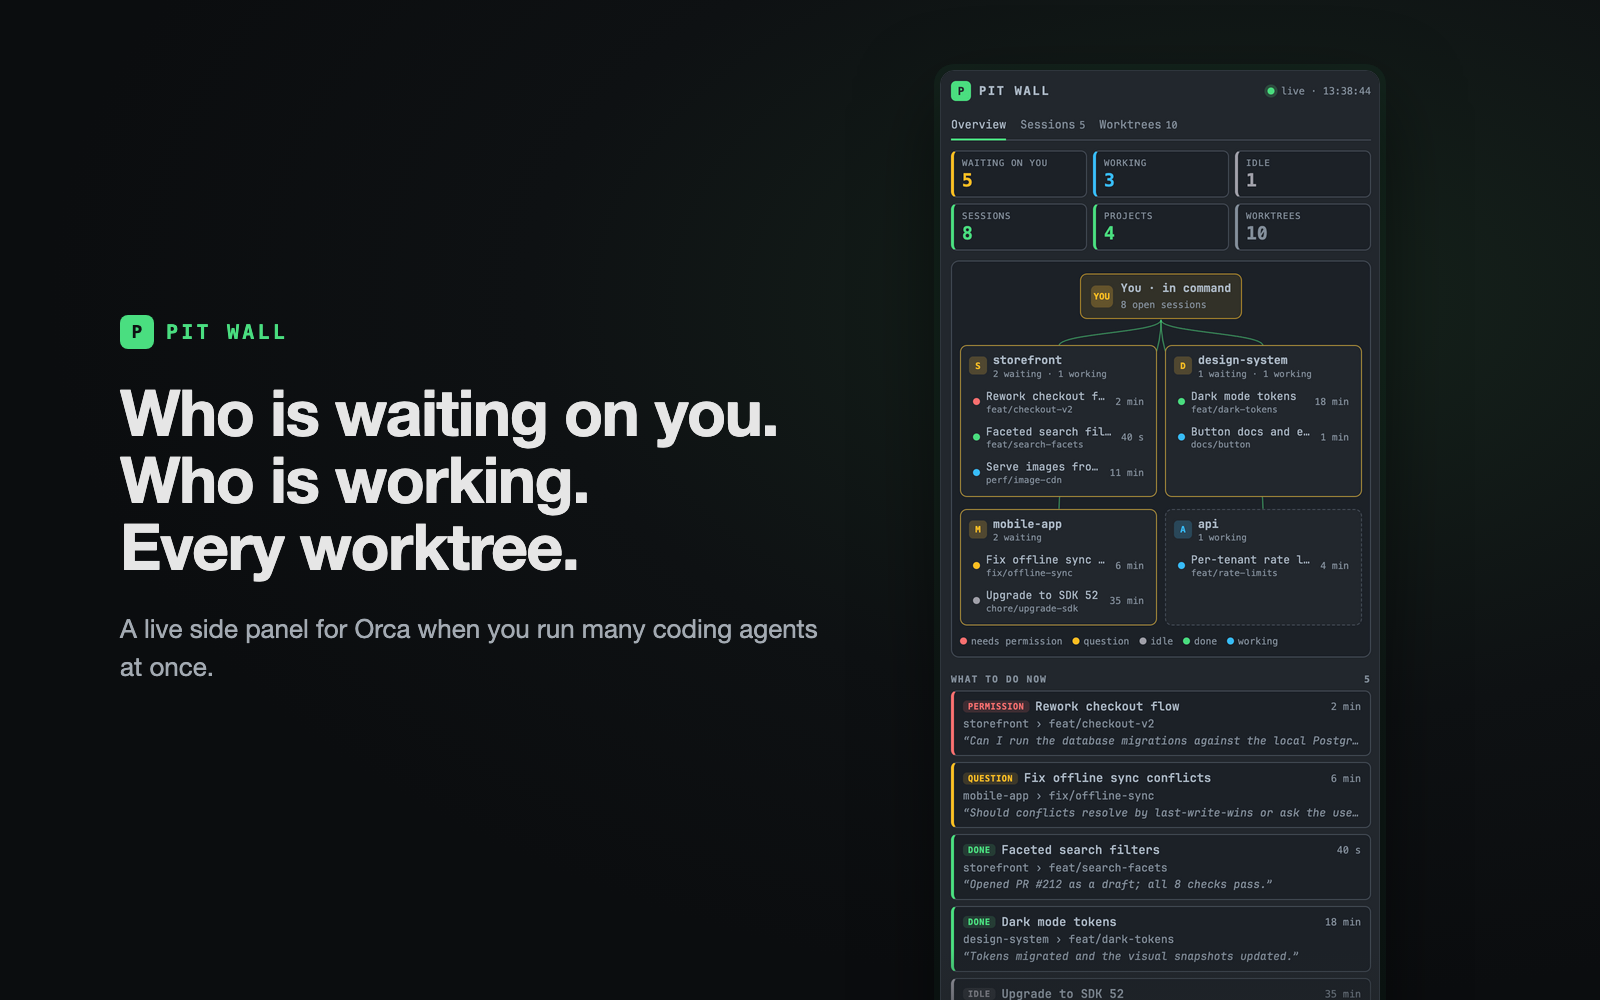 P PIT WALL
Who is waiting on you.
Who is working.
Every worktree.
A live side panel for Orca when you run many coding agents
at once.
P PIT WALL
live · 13:38:44
Overview Sessions 5 Worktrees 10
WAITING ON YOU
5
WORKING
3
IDLE
1
SESSIONS
8
PROJECTS
4
WORKTREES
10
YOU
You · in command
8 open sessions
S
storefront
2 waiting · 1 working
Rework checkout f… 2 min
feat/checkout-v2
Faceted search fil… 40 s
feat/search-facets
Serve images fro… 11 min
perf/image-cdn
D
design-system
1 waiting · 1 working
Dark mode tokens 18 min
feat/dark-tokens
Button docs and e… 1 min
docs/button
M
mobile-app
2 waiting
Fix offline sync … 6 min
fix/offline-sync
Upgrade to SDK 52 35 min
chore/upgrade-sdk
A
api
1 working
Per-tenant rate l… 4 min
feat/rate-limits
needs permission question idle done working
WHAT TO DO NOW 5
PERMISSION Rework checkout flow 2 min
storefront › feat/checkout-v2
“Can I run the database migrations against the local Postgr…
QUESTION Fix offline sync conflicts 6 min
mobile-app › fix/offline-sync
“Should conflicts resolve by last-write-wins or ask the use…
DONE Faceted search filters 40 s
storefront › feat/search-facets
“Opened PR #212 as a draft; all 8 checks pass.”
DONE Dark mode tokens 18 min
design-system › feat/dark-tokens
“Tokens migrated and the visual snapshots updated.”
IDLE Upgrade to SDK 52 35 min